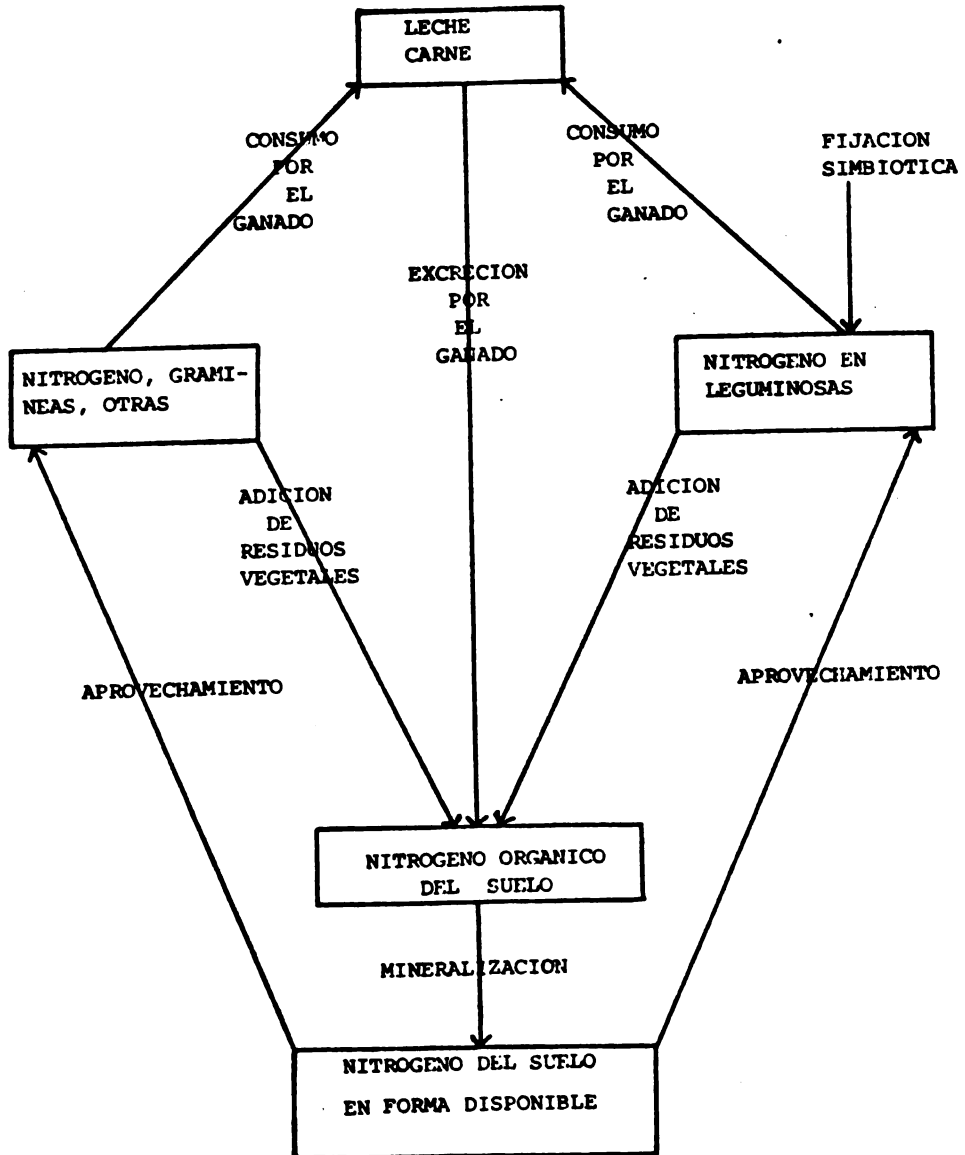 LECHE
CARNE
CONSUMO
POR
EL
GANADO
CONSUMO
POR
EL
GANADO
FIJACION
SIMBIOTICA
EXCRECION
POR
EL
GANADO
NITROGENO, GRAMI-
NEAS, OTRAS
NITROGENO EN
LEGUMINOSAS
ADICION
DE
RESIDUOS
VEGETALES
ADICION
DE
RESIDUOS
VEGETALES
APROVECHAMIENTO
APROVECHAMIENTO
NITROGENO ORGANICO
DEL SUELO
MINERALIZACION
NITROGENO DEL SUELO
EN FORMA DISPONIBLE